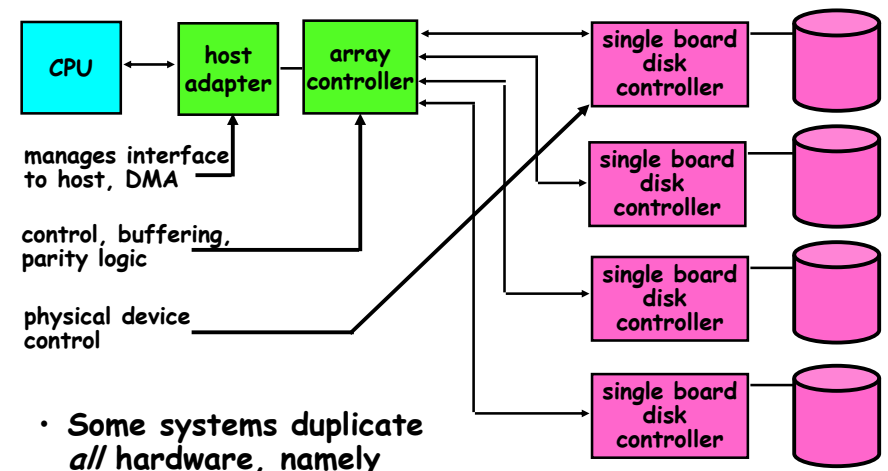 CPU
host
adapter
array
controller
single board
disk
controller
manages interface
to host, DMA
single board
disk
controller
control, buffering,
parity logic
single board
disk
controller
physical device
control
single board
disk
controller
• Some systems duplicate
all hardware, namely